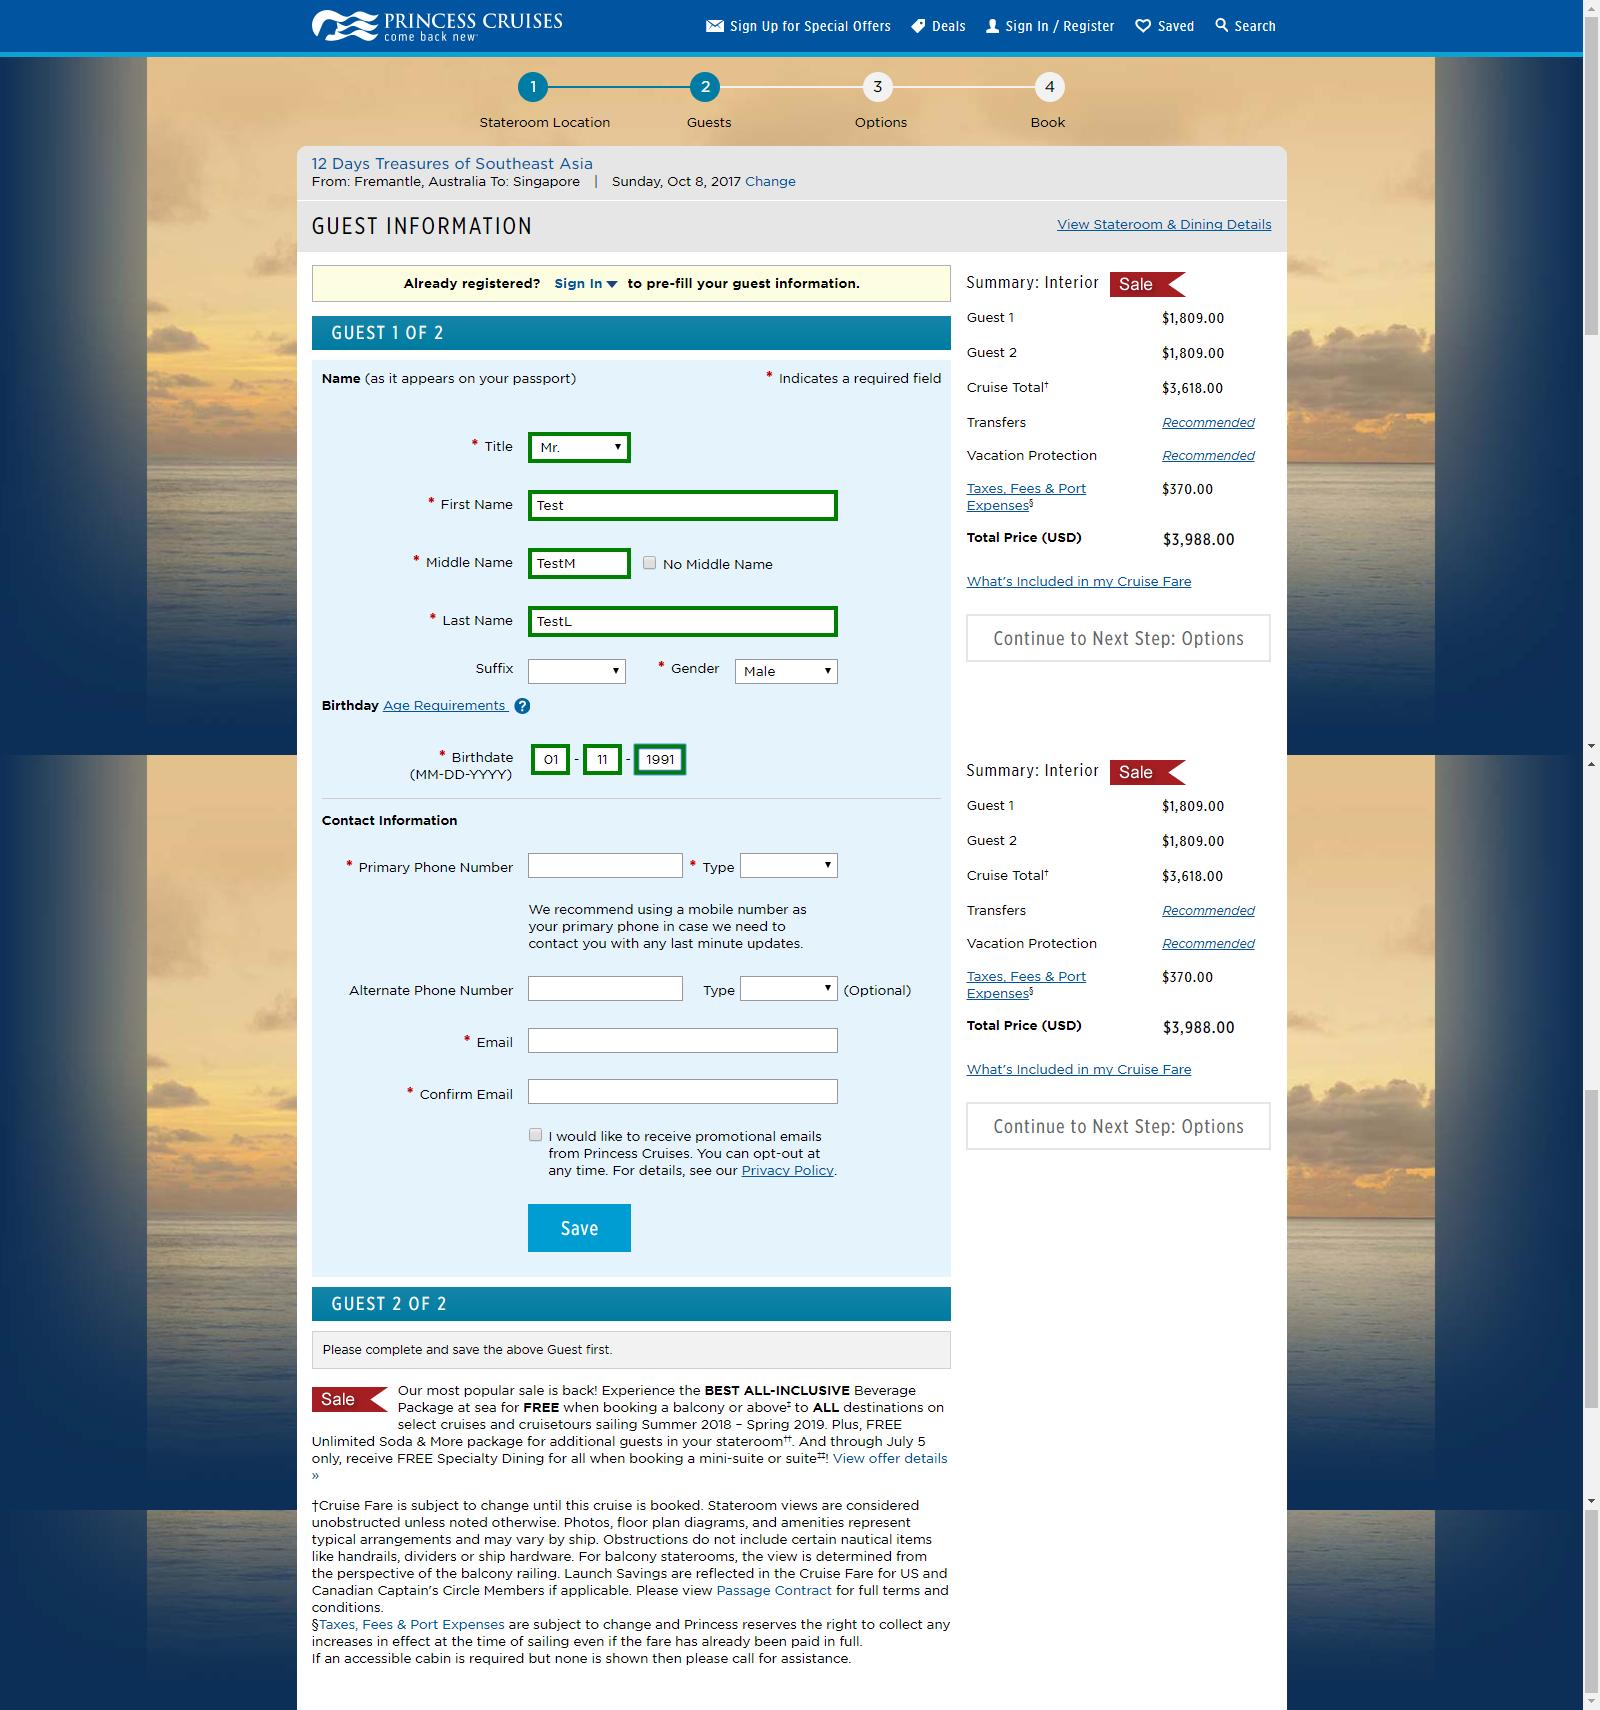 PRINCESS CRUISES
come back new
Sign Up for Special Offers
Deals
Sign In / Register
Saved
Search
1
2
3
4
Stateroom Location
Guests
Options
Book
12 Days Treasures of Southeast Asia
From: Fremantle, Australia To: Singapore | Sunday, Oct 8, 2017 Change
GUEST INFORMATION
View Stateroom & Dining Details
Already registered? Sign In to pre-fill your guest information.
GUEST 1 OF 2
Name (as it appears on your passport)
* Indicates a required field
* Title
Mr.
* First Name
Test
* Middle Name
TestM
No Middle Name
* Last Name
TestL
Suffix
* Gender
Male
Birthday Age Requirements ?
* Birthdate
(MM-DD-YYYY)
01 - 11 - 1991
Contact Information
* Primary Phone Number
* Type
We recommend using a mobile number as
your primary phone in case we need to
contact you with any last minute updates.
Alternate Phone Number
Type
(Optional)
* Email
* Confirm Email
I would like to receive promotional emails
from Princess Cruises. You can opt-out at
any time. For details, see our Privacy Policy.
Save
GUEST 2 OF 2
Please complete and save the above Guest first.
Sale
Our most popular sale is back! Experience the BEST ALL-INCLUSIVE Beverage
Package at sea for FREE when booking a balcony or above‡ to ALL destinations on
select cruises and cruisetours sailing Summer 2018 – Spring 2019. Plus, FREE
Unlimited Soda & More package for additional guests in your stateroom††. And through July 5
only, receive FREE Specialty Dining for all when booking a mini-suite or suite‡‡! View offer details
»
†Cruise Fare is subject to change until this cruise is booked. Stateroom views are considered
unobstructed unless noted otherwise. Photos, floor plan diagrams, and amenities represent
typical arrangements and may vary by ship. Obstructions do not include certain nautical items
like handrails, dividers or ship hardware. For balcony staterooms, the view is determined from
the perspective of the balcony railing. Launch Savings are reflected in the Cruise Fare for US and
Canadian Captain's Circle Members if applicable. Please view Passage Contract for full terms and
conditions.
§Taxes, Fees & Port Expenses are subject to change and Princess reserves the right to collect any
increases in effect at the time of sailing even if the fare has already been paid in full.
If an accessible cabin is required but none is shown then please call for assistance.
Summary: Interior
Sale
Guest 1 $1,809.00
Guest 2 $1,809.00
Cruise Total† $3,618.00
Transfers Recommended
Vacation Protection Recommended
Taxes, Fees & Port $370.00
Expenses§
Total Price (USD) $3,988.00
What's Included in my Cruise Fare
Continue to Next Step: Options
Summary: Interior
Sale
Guest 1 $1,809.00
Guest 2 $1,809.00
Cruise Total† $3,618.00
Transfers Recommended
Vacation Protection Recommended
Taxes, Fees & Port $370.00
Expenses§
Total Price (USD) $3,988.00
What's Included in my Cruise Fare
Continue to Next Step: Options